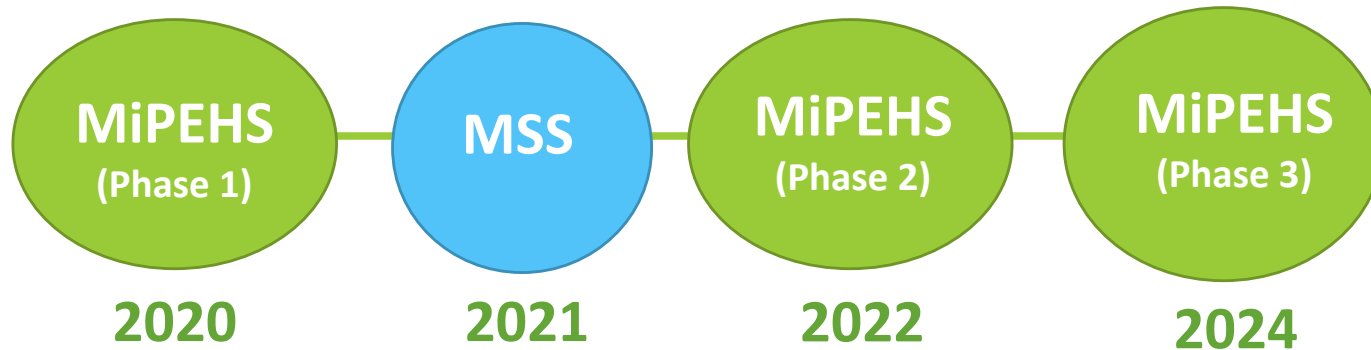 MiPEHS
(Phase 1)
MSS
MiPEHS
(Phase 2)
MiPEHS
(Phase 3)
2020
2021
2022
2024